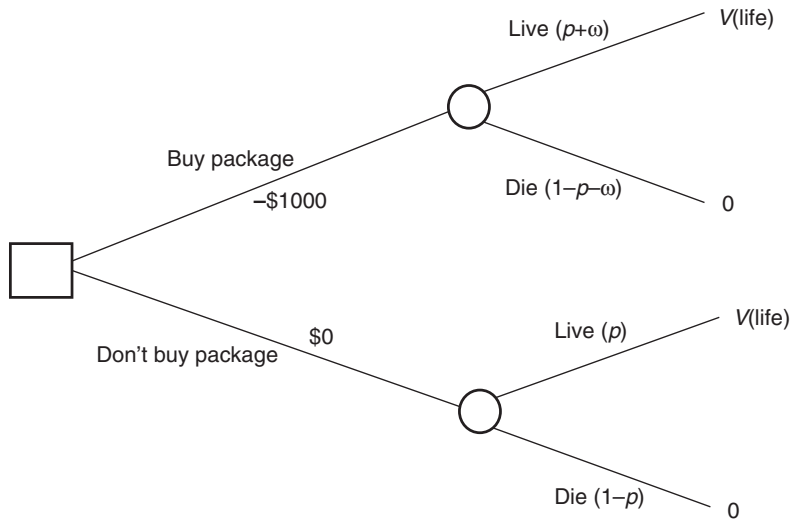 Live (p+ω)
V(life)
Buy package
–$1000
Die (1–p–ω)
0
$0
Don't buy package
Live (p)
V(life)
Die (1–p)
0